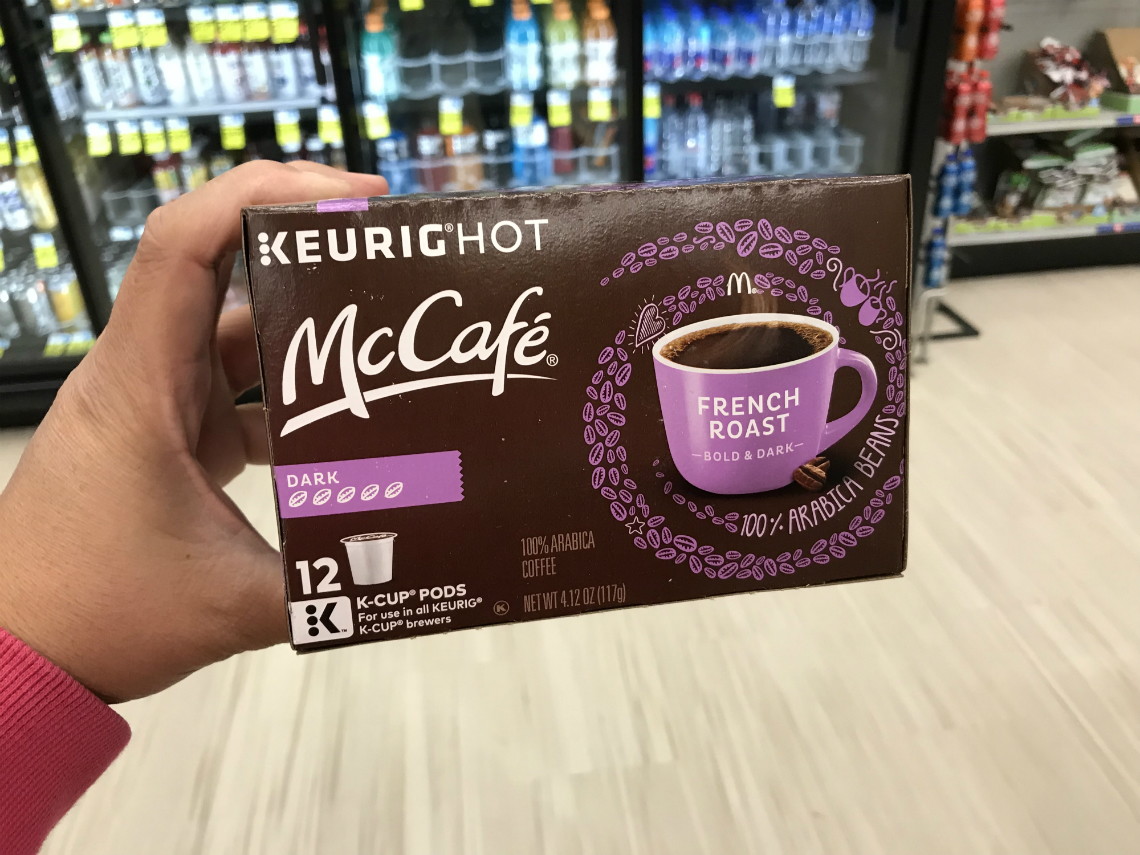 KEURIG® HOT
McCafé®
DARK
12
K
™
K-CUP® PODS
For use in all KEURIG®
K-CUP® brewers
K
100% ARABICA
COFFEE
NET WT 4.12 OZ (117g)
M®
FRENCH
ROAST
—BOLD & DARK—
100% ARABICA BEANS